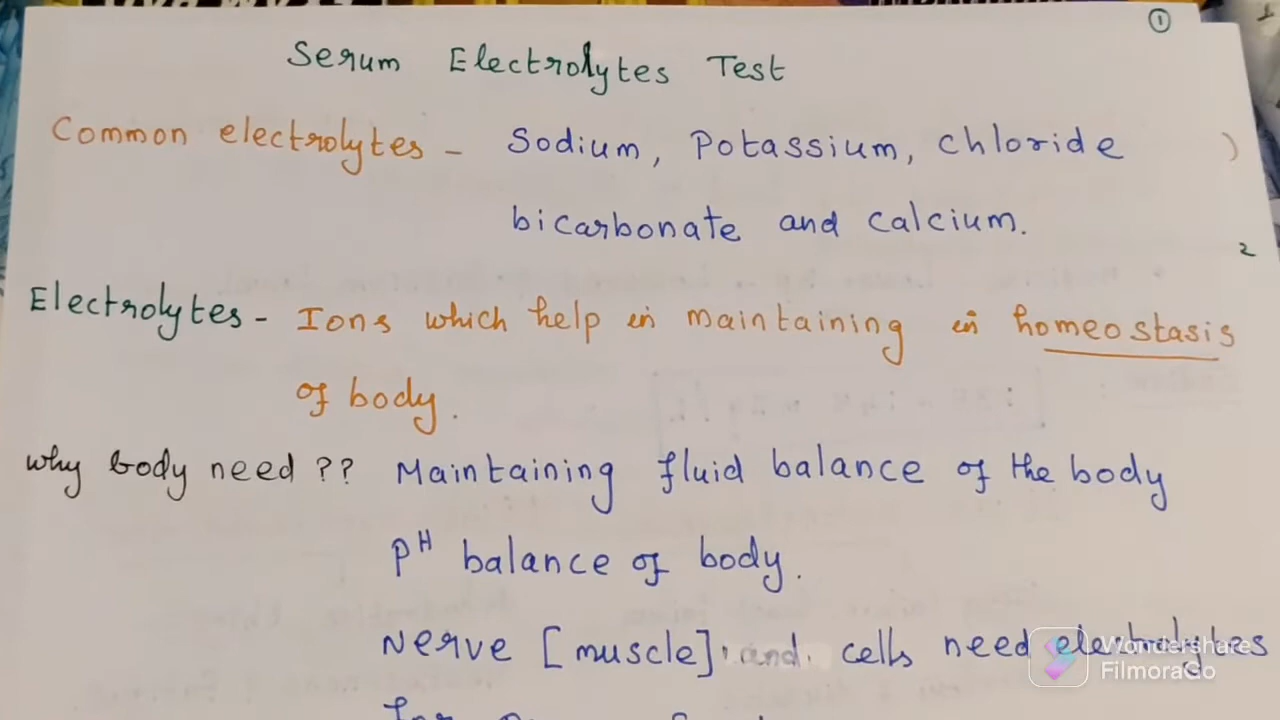 ①
Serum Electrolytes Test
Common electrolytes - Sodium, Potassium, chloride
bicarbonate and calcium.
2
Electrolytes - Ions which help in maintaining in homeostasis
of body.
why body need ?? Maintaining fluid balance of the body
pH balance of body.
Nerve [muscle] and cells need electrolytes
Wondershare
FilmoraGo